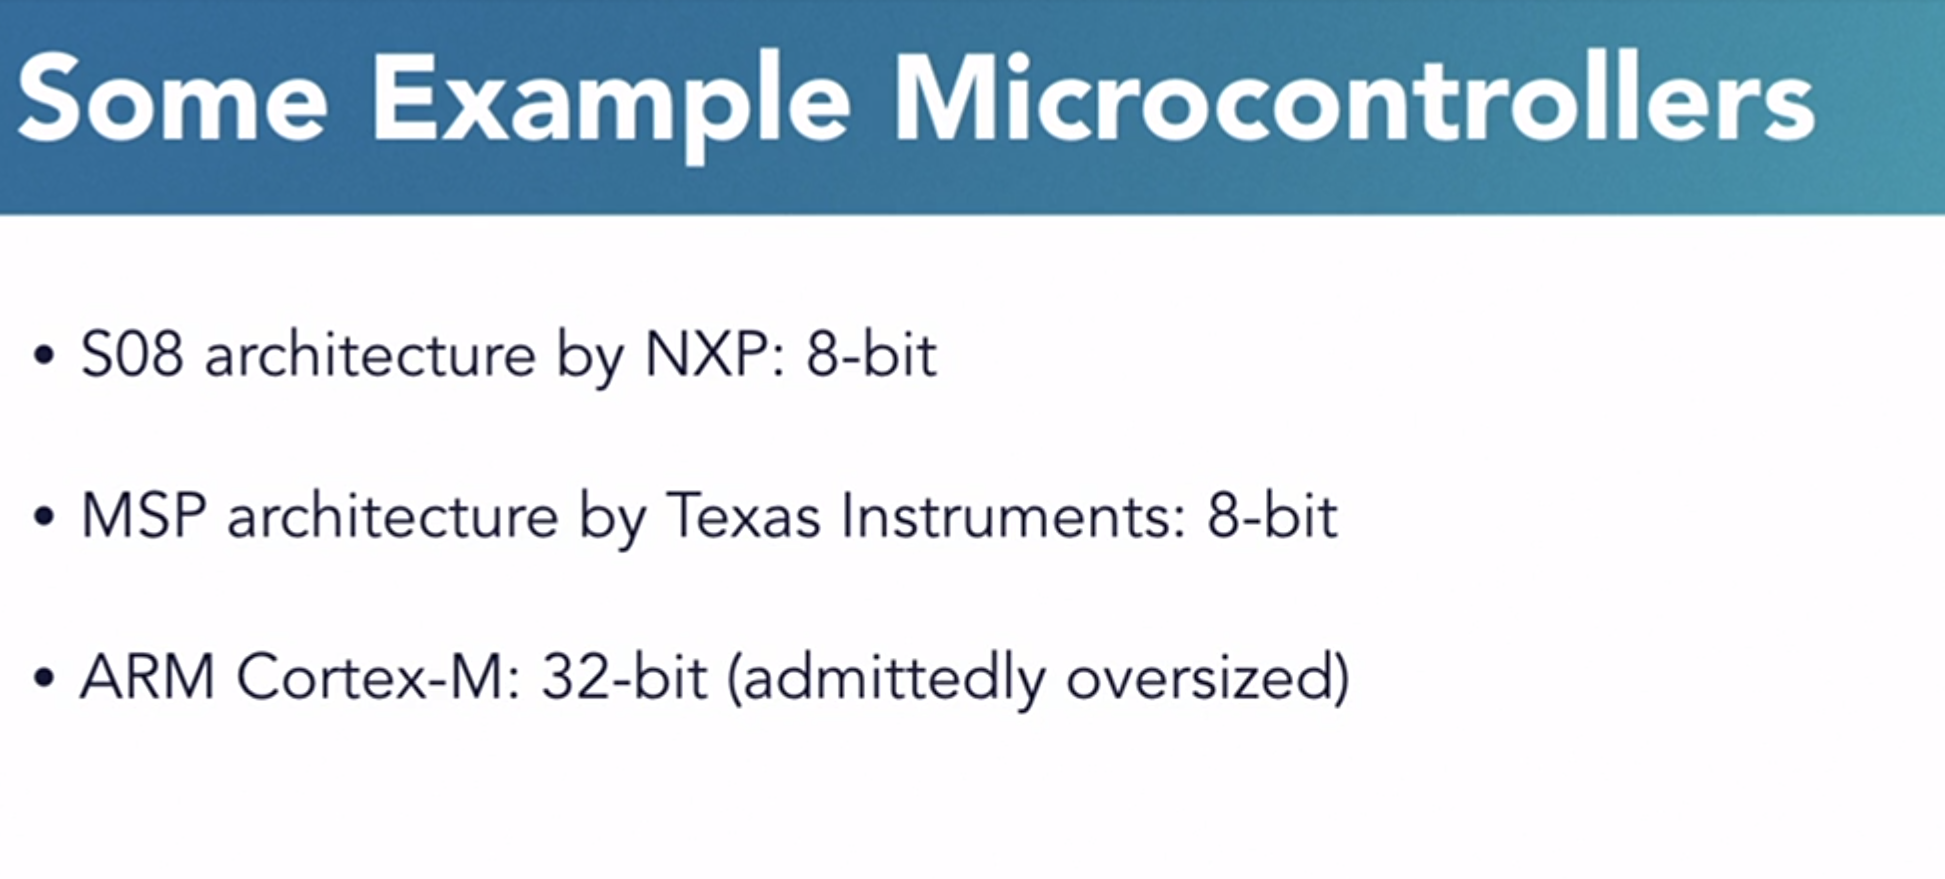 Some Example Microcontrollers
• S08 architecture by NXP: 8-bit
• MSP architecture by Texas Instruments: 8-bit
• ARM Cortex-M: 32-bit (admittedly oversized)